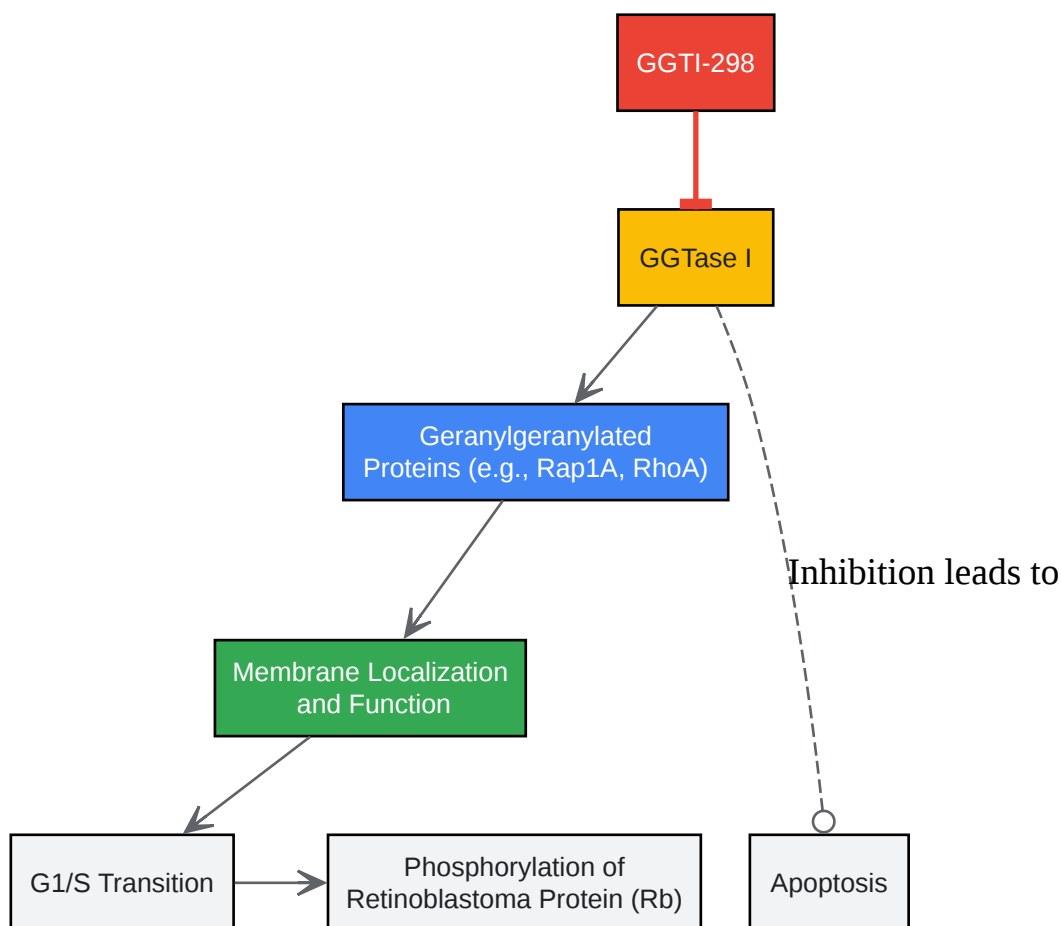 GGTI-298
GGTase I
Geranylgeranylated
Proteins (e.g., Rap1A, RhoA)
Inhibition leads to
Membrane Localization
and Function
G1/S Transition
Phosphorylation of
Retinoblastoma Protein (Rb)
Apoptosis